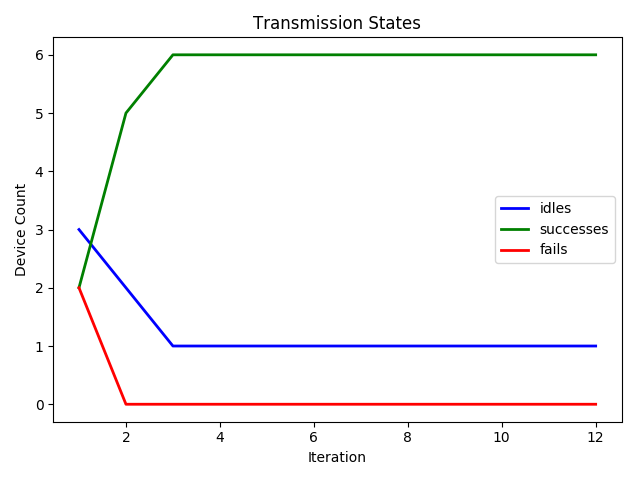 Transmission States
Device Count
6
5
4
3
2
1
0
idles
successes
fails
2 4 6 8 10 12
Iteration